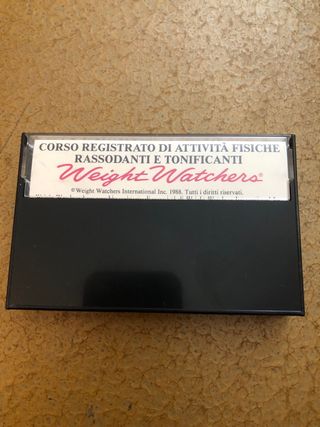 CORSO REGISTRATO DI ATTIVITÀ FISICHE
RASSODANTI E TONIFICANTI
Weight Watchers®
© Weight Watchers International Inc. 1988. Tutti i diritti riservati.